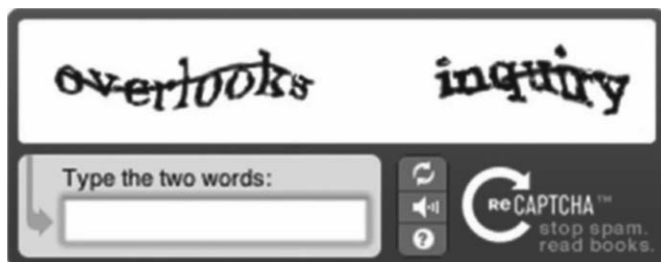 overlooks inquiry
Type the two words:
ReCAPTCHA™
stop spam.
read books.